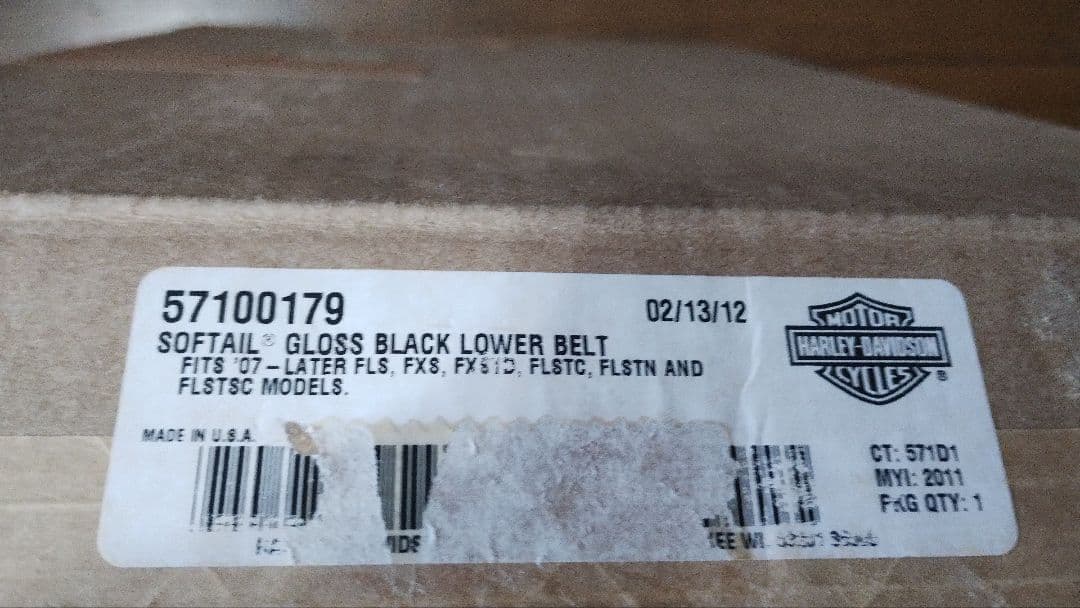 57100179
02/13/12
SOFTAIL® GLOSS BLACK LOWER BELT
FITS '07 – LATER FLS, FXS, FLSTC, FLSTN AND
FLSTSC MODELS.
MOTOR
HARLEY-DAVIDSON
CYCLES
®
MADE IN U.S.A.
CT: 571D1
MYI: 2011
PKG QTY: 1
WI